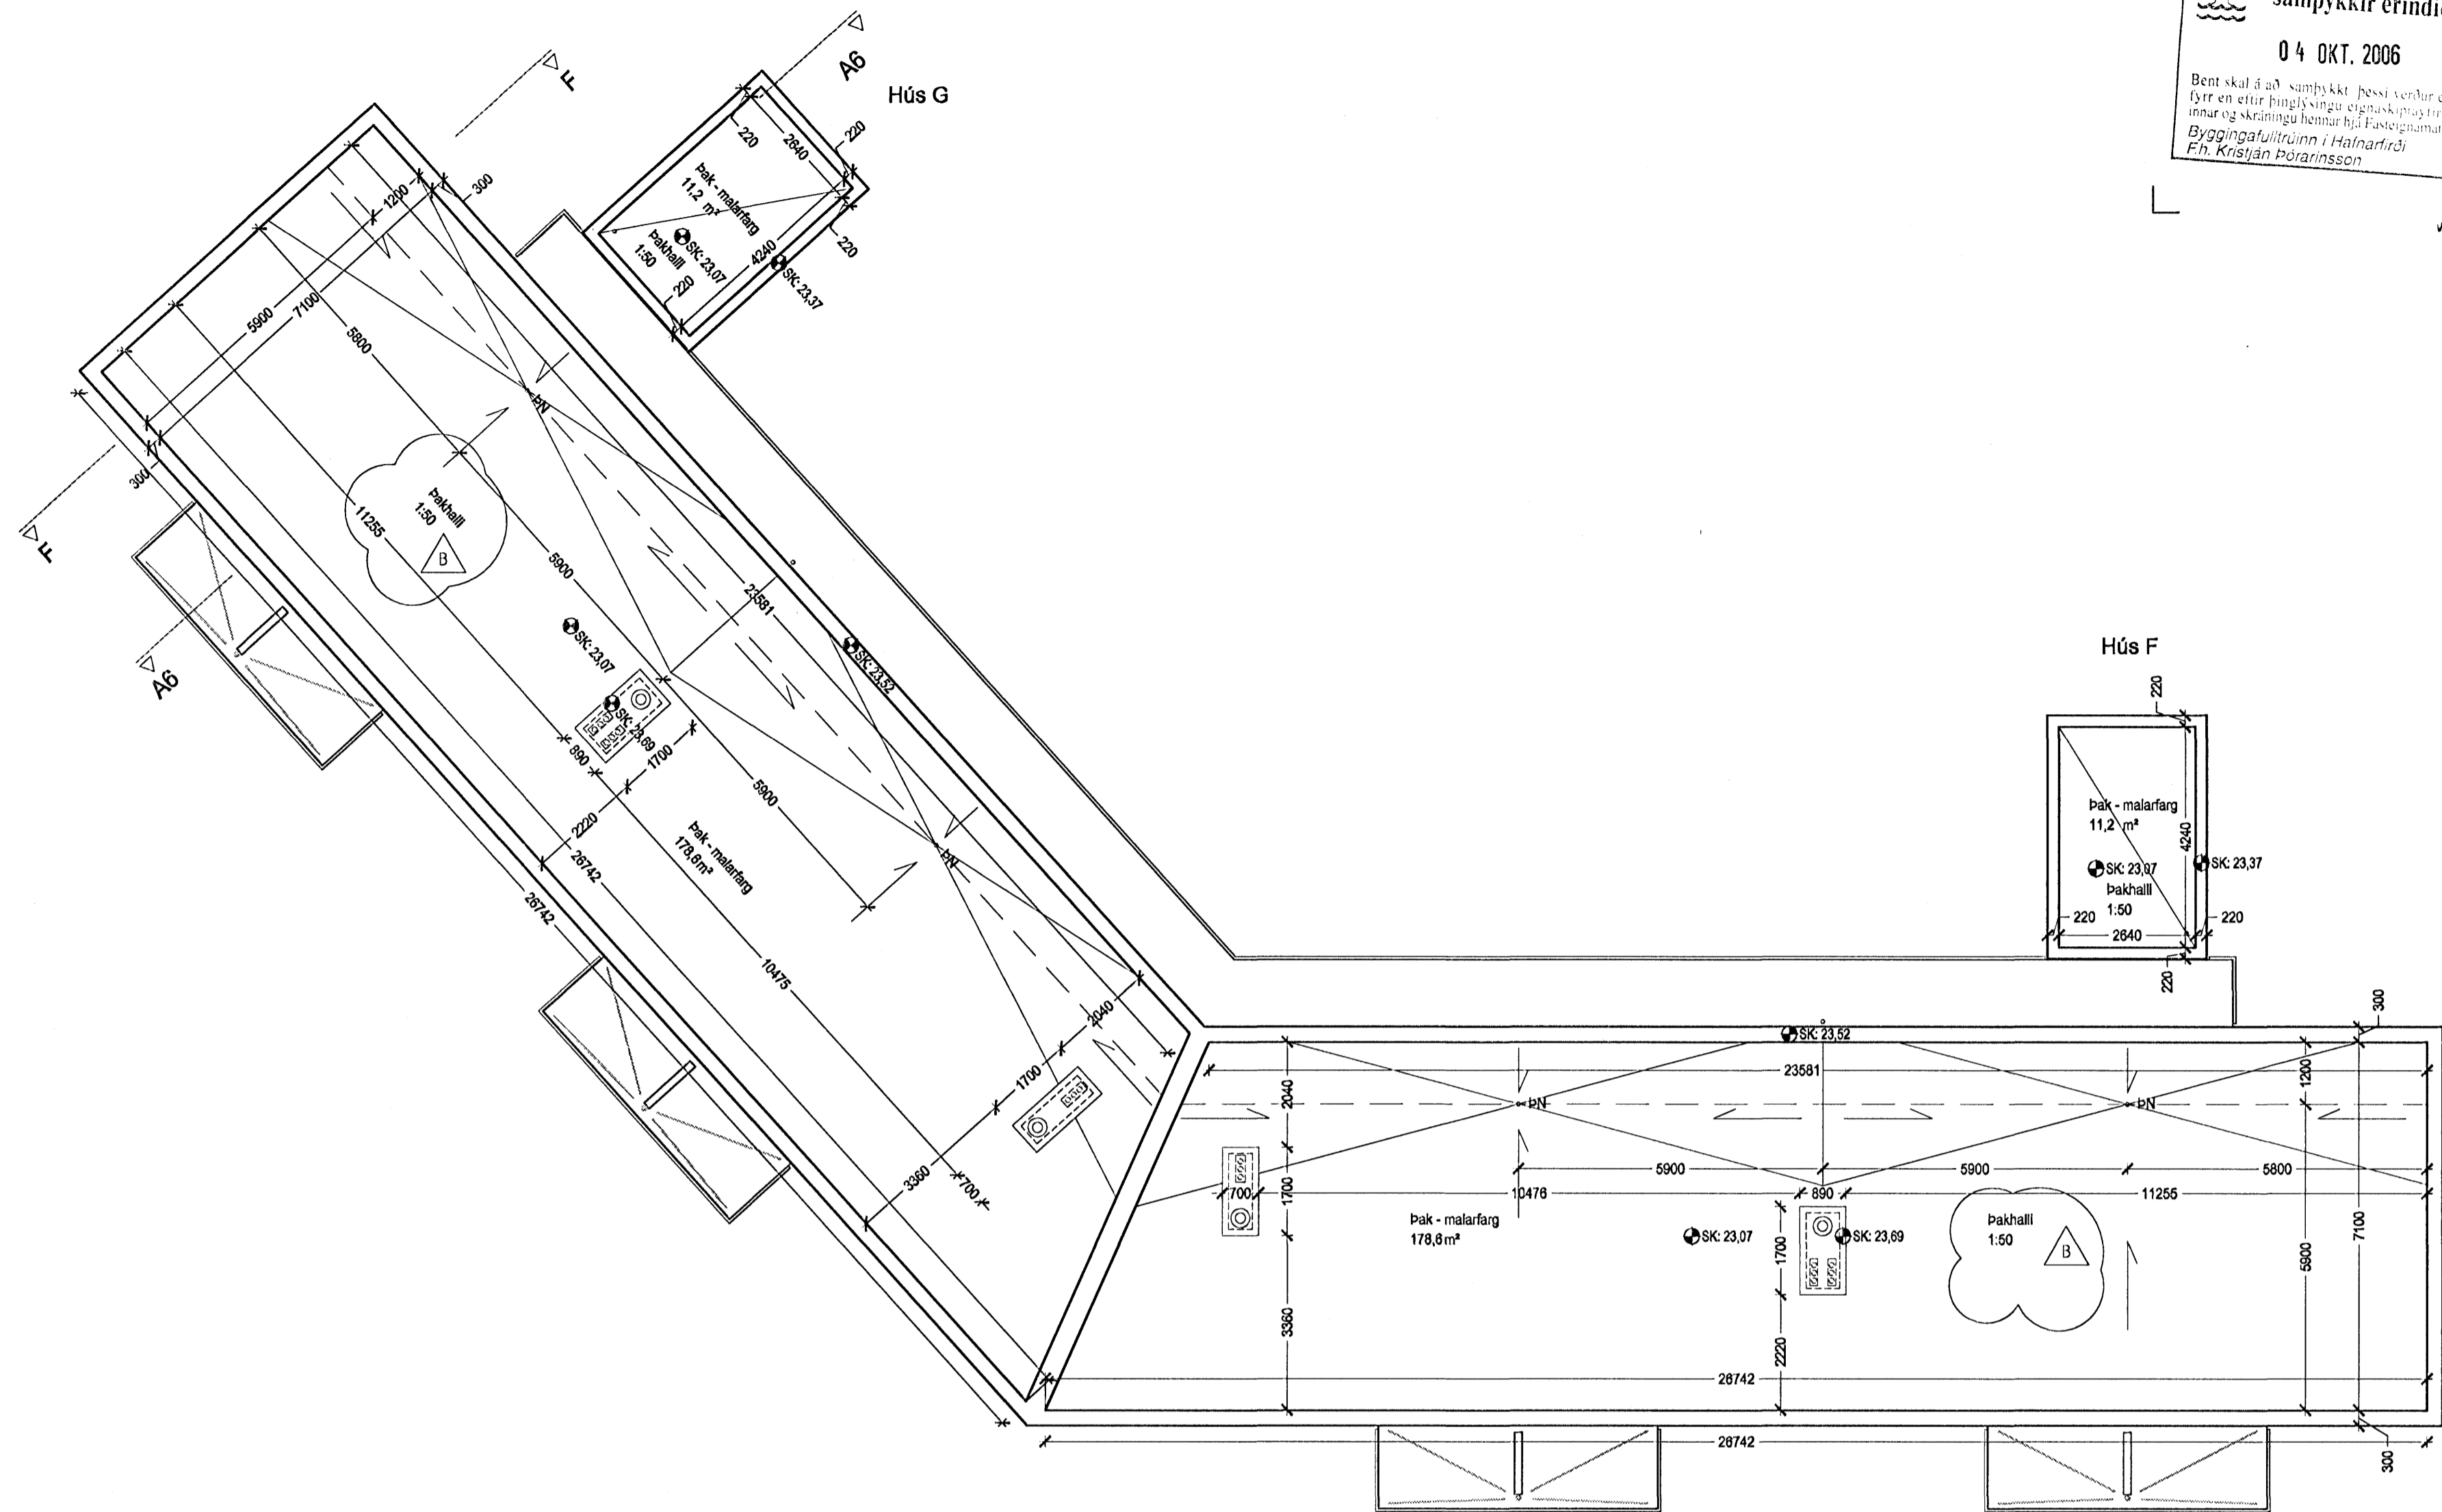 samþykkir erindið
04 OKT. 2006
Bent skal á að samþykkt þessi verður
fyrr en eftir þinglýsingu
innar og skráningu hennar hjá
Byggingafulltrúinn í Hafnarfirði
F.h. Kristján Þórarinsson
A6
F
Hús G
220
2640
220
Þak - malarfarg
11,2 m²
SK: 23,07
Þakhalli
1:50
4240
220
220
SK: 23,37
1200
300
5900
7100
5800
ÞN
300
F
Þakhalli
1:50
B
11255
5900
23581
SK: 23,07
SK: 23,52
A6
SK: 23,69
890
1700
2220
5900
ÞN
Þak - malarfarg
178,6m²
26742
26742
10475
2040
1700
3360
700
Hús F
220
Þak - malarfarg
11,2 m²
4240
SK: 23,07
SK: 23,37
Þakhalli
1:50
220
220
2640
220
300
SK: 23,52
23581
1200
2040
ÞN
ÞN
5900
5900
5800
700
1700
10476
890
11255
Þak - malarfarg
178,6m²
SK: 23,07
1700
SK: 23,69
Þakhalli
1:50
B
7100
5900
3360
2220
26742
26742
300